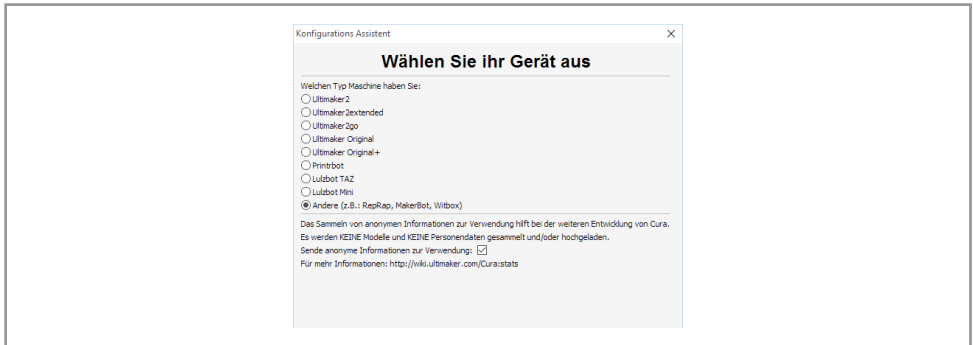 Konfigurations Assistent
Wählen Sie ihr Gerät aus
Welchen Typ Maschine haben Sie:
Ultimaker2
Ultimaker2extended
Ultimaker2go
Ultimaker Original
Ultimaker Original+
Printrbot
Lulzbot TAZ
Lulzbot Mini
Andere (z.B.: RepRap, MakerBot, Witbox)
Das Sammeln von anonymen Informationen zur Verwendung hilft bei der weiteren Entwicklung von Cura.
Es werden KEINE Modelle und KEINE Personendaten gesammelt und/oder hochgeladen.
Sende anonyme Informationen zur Verwendung:
Für mehr Informationen: http://wiki.ultimaker.com/Cura:stats